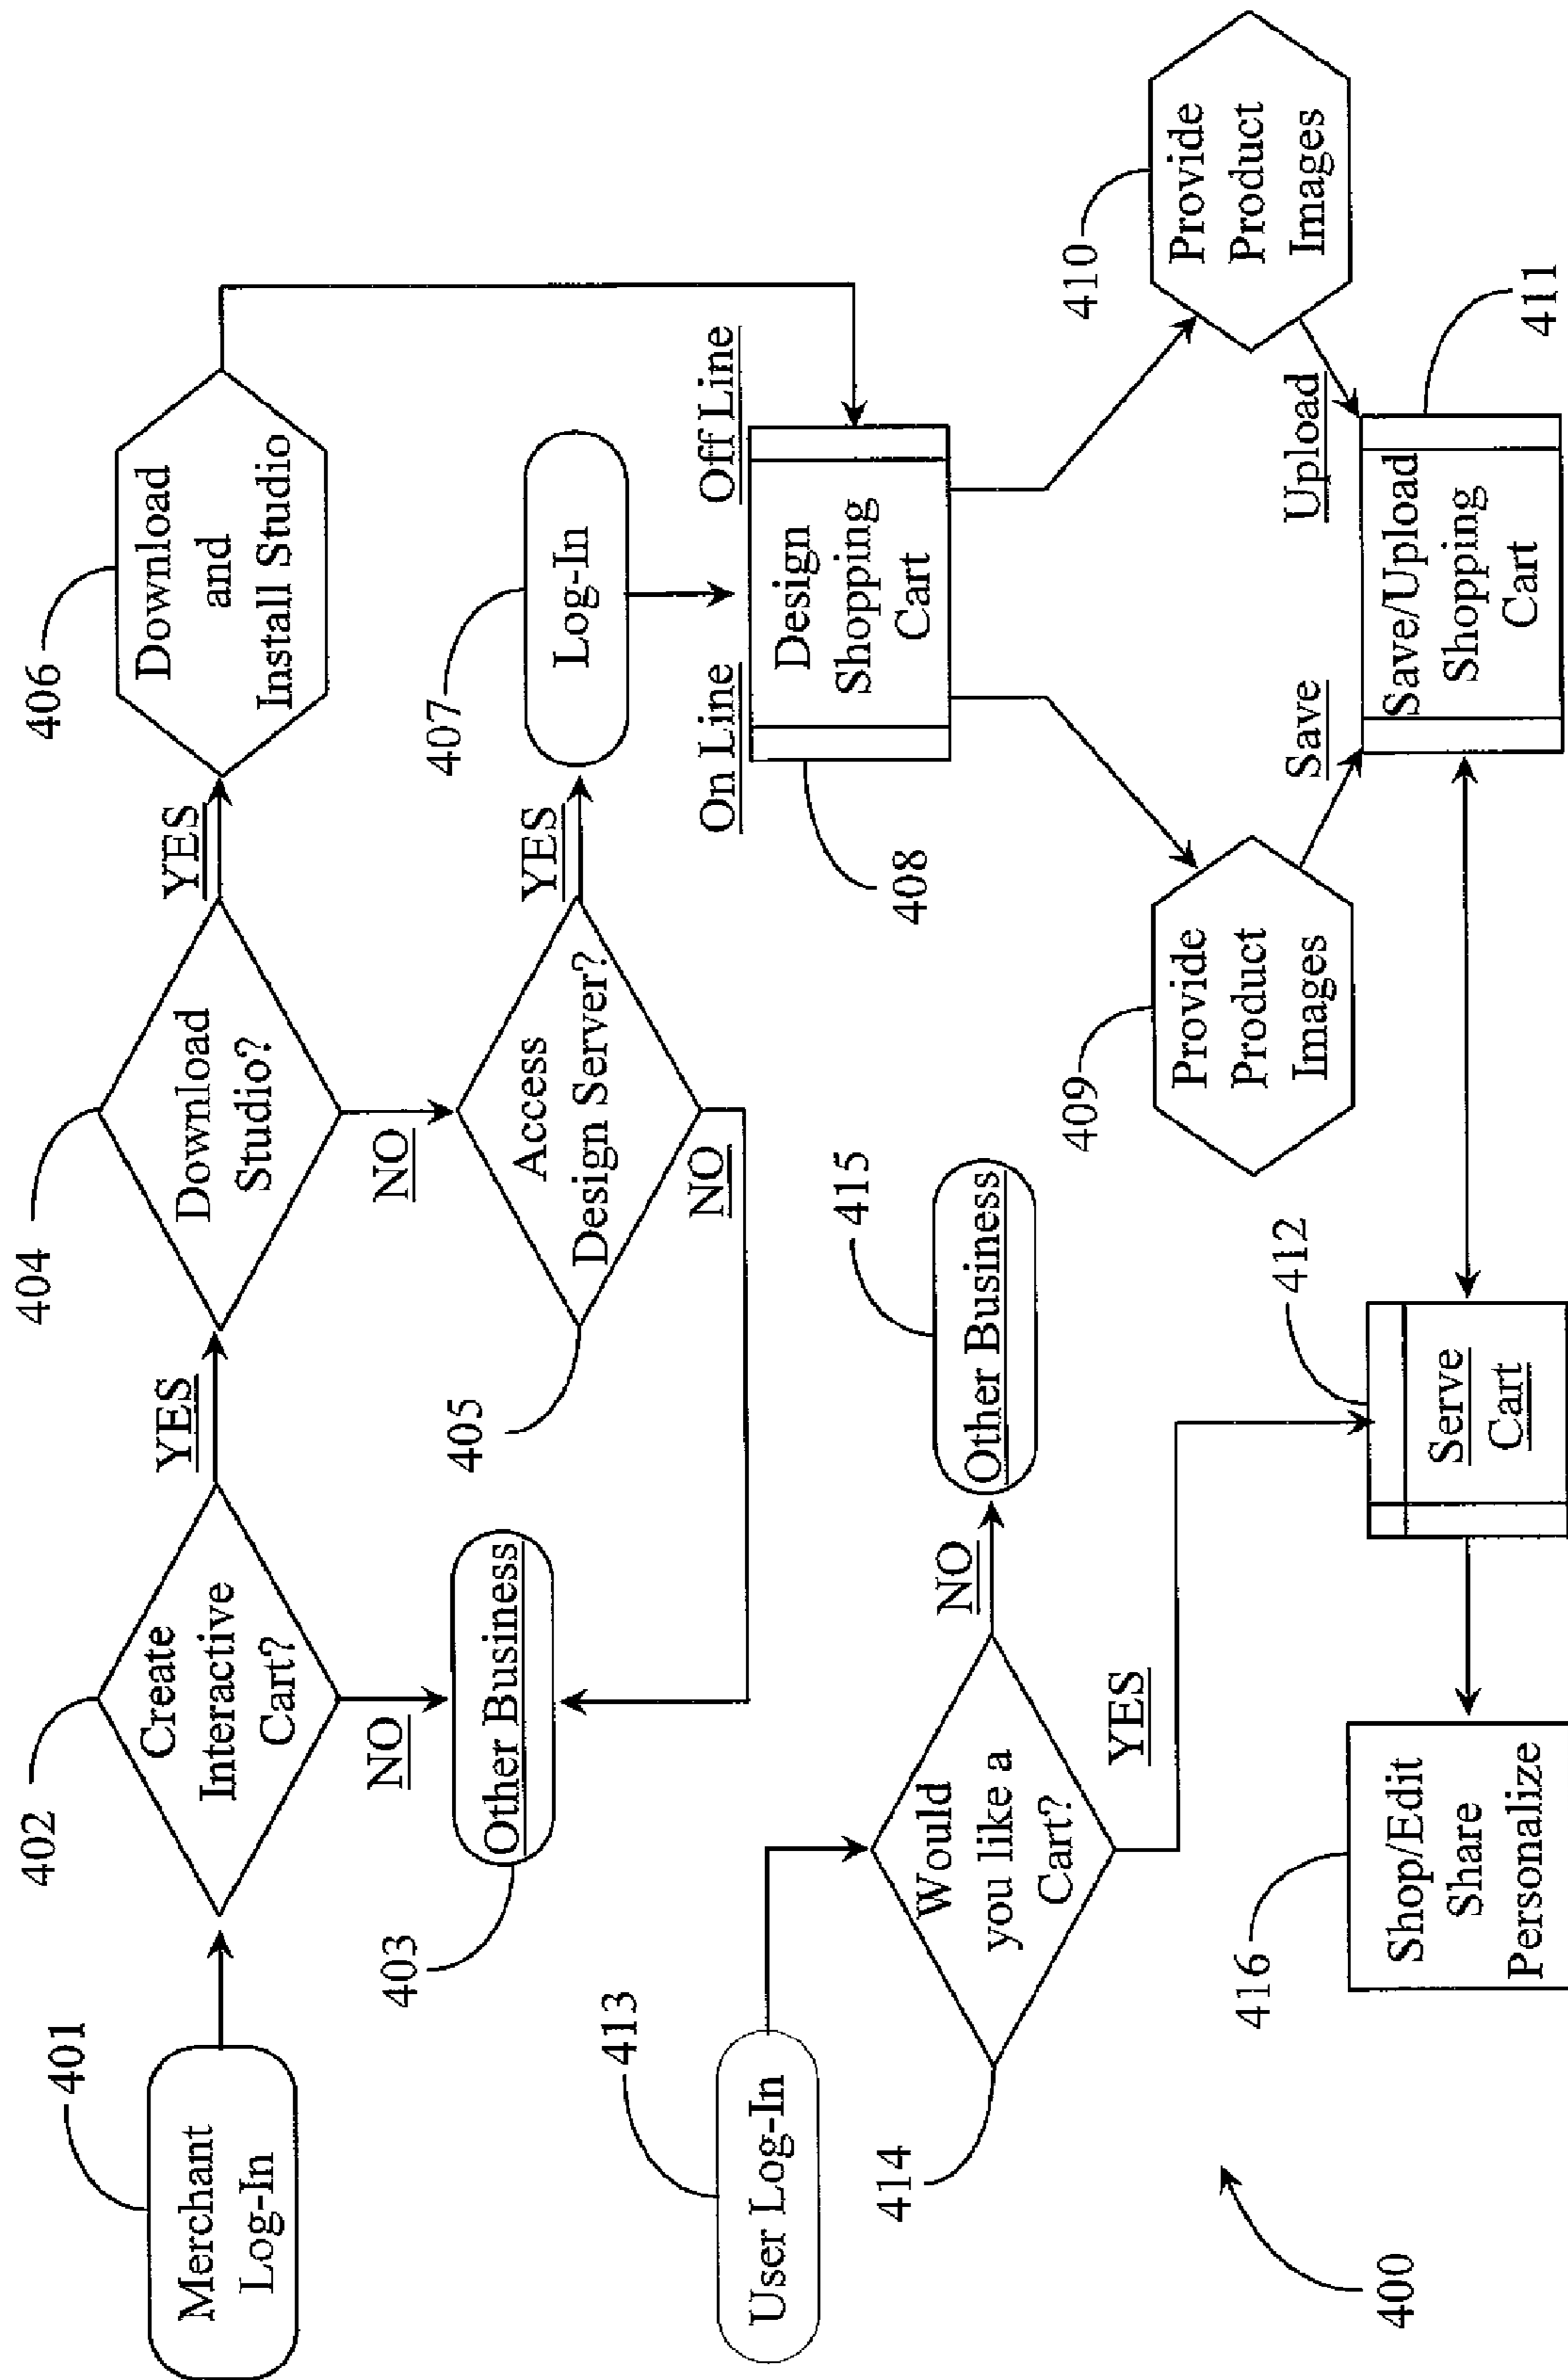 401
Merchant
Log-In
402
Create
Interactive
Cart?
YES
NO
403
Other Business
404
Download
Studio?
YES
NO
405
Access
Design Server?
YES
NO
406
Download
and
Install Studio
407
Log-In
On Line
Off Line
408
Design
Shopping
Cart
409
Provide
Product
Images
410
Provide
Product
Images
Save
Upload
411
Save/Upload
Shopping
Cart
413
User Log-In
414
Would
you like a
Cart?
NO
YES
415
Other Business
412
Serve
Cart
416
Shop/Edit
Share
Personalize
400